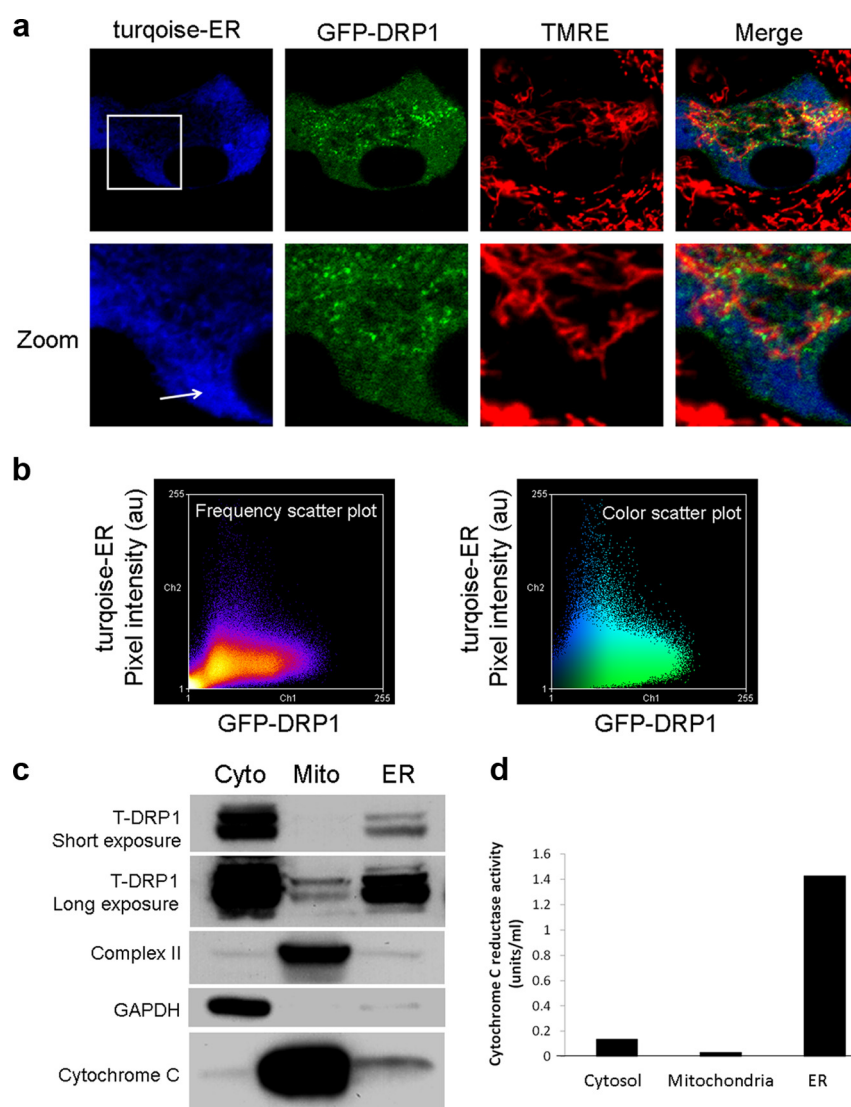 a
turqoise-ER
GFP-DRP1
TMRE
Merge
Zoom
b
turqoise-ER
Pixel intensity (au)
255
Frequency scatter plot
Ch2
1
1
Ch1
255
GFP-DRP1
turqoise-ER
Pixel intensity (au)
255
Color scatter plot
Ch2
1
1
Ch1
255
GFP-DRP1
c
Cyto
Mito
ER
T-DRP1
Short exposure
T-DRP1
Long exposure
Complex II
GAPDH
Cytochrome C
d
Cytochrome C reductase activity
(units/ml)
1.6
1.4
1.2
1
0.8
0.6
0.4
0.2
0
Cytosol
Mitochondria
ER